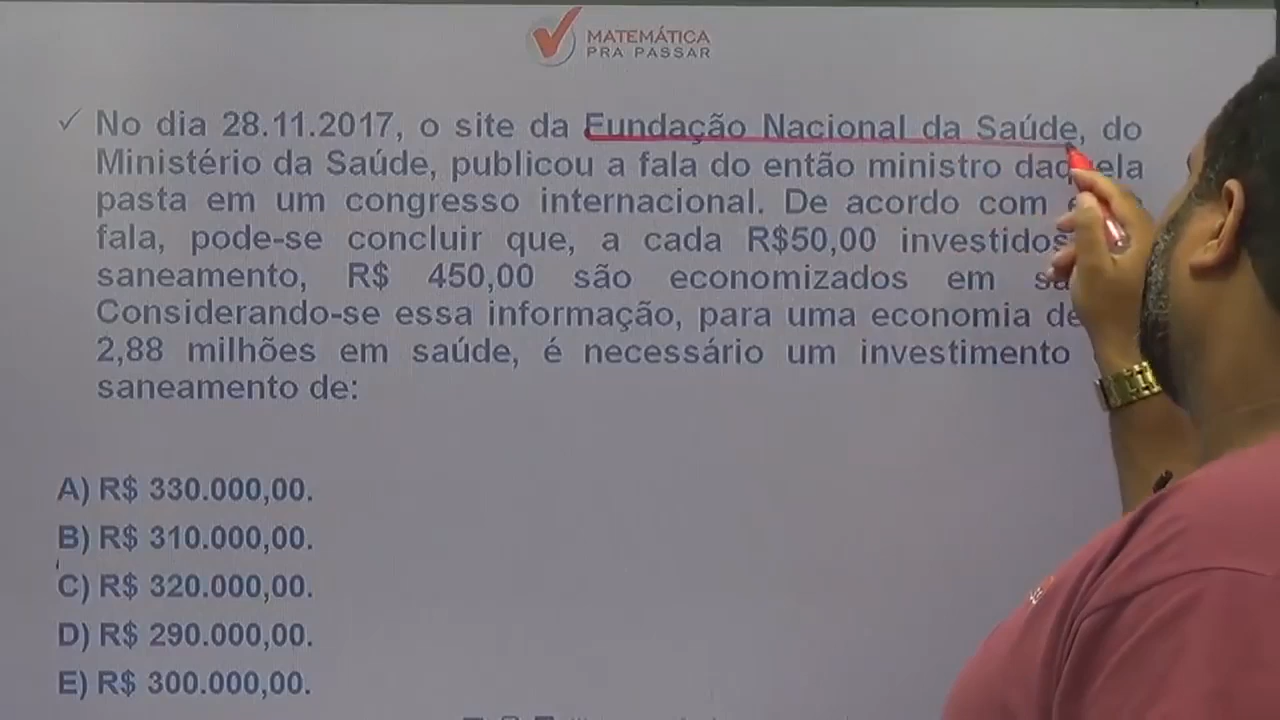 MATEMÁTICA
PRA PASSAR
✓ No dia 28.11.2017, o site da Fundação Nacional da Saúde, do
Ministério da Saúde, publicou a fala do então ministro daquela
pasta em um congresso internacional. De acordo com
fala, pode-se concluir que, a cada R$50,00 investidos
saneamento, R$ 450,00 são economizados em
Considerando-se essa informação, para uma economia de
2,88 milhões em saúde, é necessário um investimento
saneamento de:
A) R$ 330.000,00.
B) R$ 310.000,00.
C) R$ 320.000,00.
D) R$ 290.000,00.
E) R$ 300.000,00.